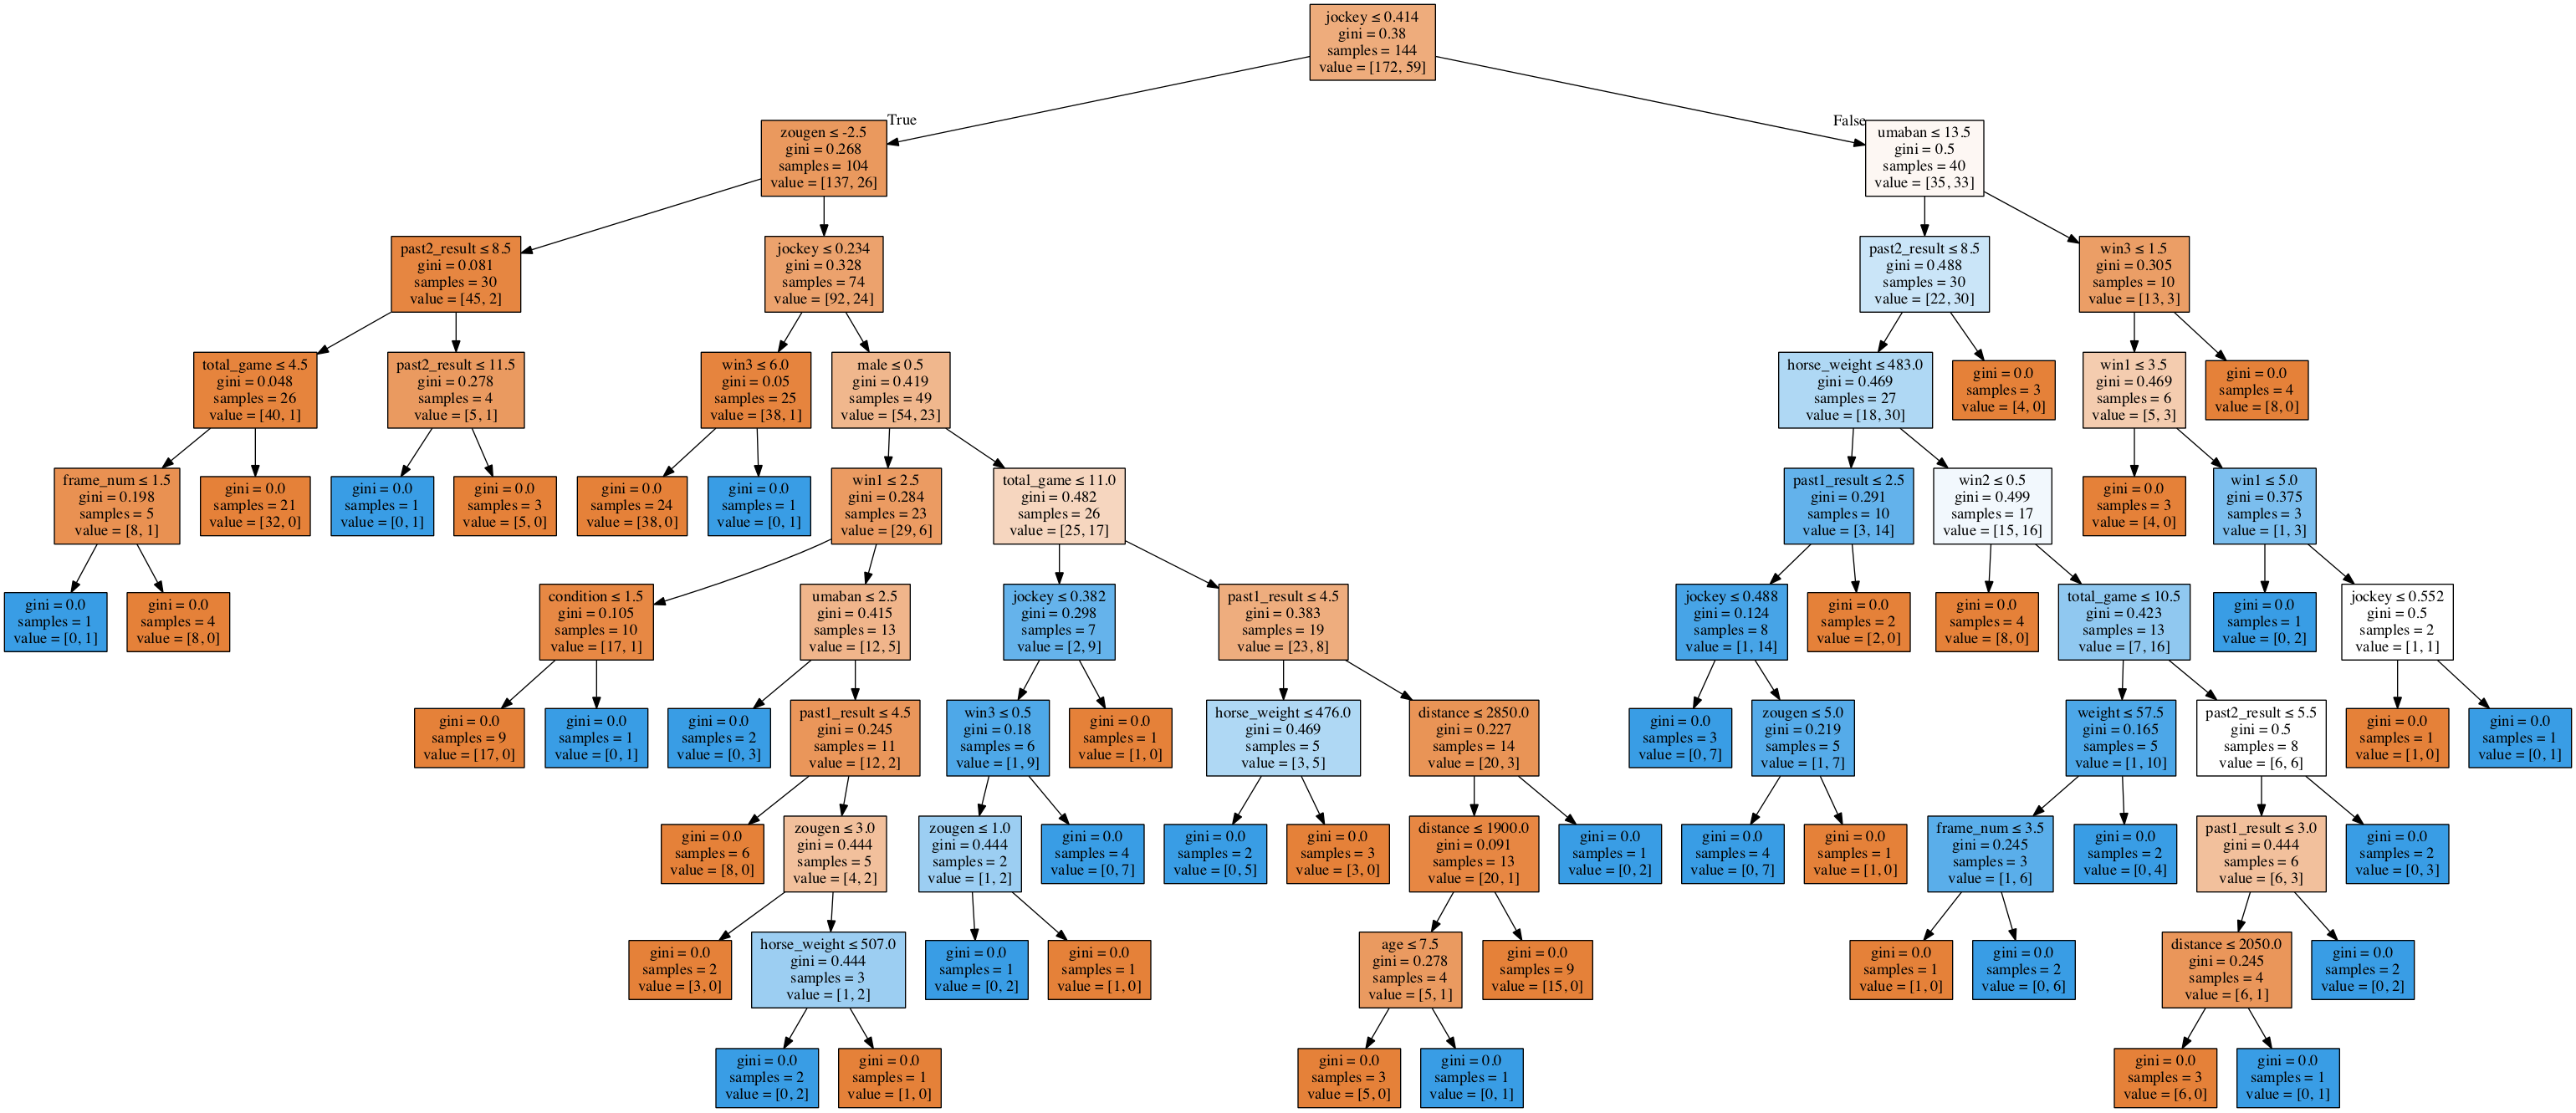 jockey ≤ 0.414
gini = 0.38
samples = 144
value = [172, 59]
True
False
zougen ≤ -2.5
gini = 0.268
samples = 104
value = [137, 26]
umaban ≤ 13.5
gini = 0.5
samples = 40
value = [35, 33]
past2_result ≤ 8.5
gini = 0.081
samples = 30
value = [45, 2]
jockey ≤ 0.234
gini = 0.328
samples = 74
value = [92, 24]
past2_result ≤ 8.5
gini = 0.488
samples = 30
value = [22, 30]
win3 ≤ 1.5
gini = 0.305
samples = 10
value = [13, 3]
total_game ≤ 4.5
gini = 0.048
samples = 26
value = [40, 1]
past2_result ≤ 11.5
gini = 0.278
samples = 4
value = [5, 1]
win3 ≤ 6.0
gini = 0.05
samples = 25
value = [38, 1]
male ≤ 0.5
gini = 0.419
samples = 49
value = [54, 23]
horse_weight ≤ 483.0
gini = 0.469
samples = 27
value = [18, 30]
gini = 0.0
samples = 3
value = [4, 0]
win1 ≤ 3.5
gini = 0.469
samples = 6
value = [5, 3]
gini = 0.0
samples = 4
value = [8, 0]
frame_num ≤ 1.5
gini = 0.198
samples = 5
value = [8, 1]
gini = 0.0
samples = 21
value = [32, 0]
gini = 0.0
samples = 1
value = [0, 1]
gini = 0.0
samples = 3
value = [5, 0]
gini = 0.0
samples = 24
value = [38, 0]
gini = 0.0
samples = 1
value = [0, 1]
win1 ≤ 2.5
gini = 0.284
samples = 23
value = [29, 6]
total_game ≤ 11.0
gini = 0.482
samples = 26
value = [25, 17]
past1_result ≤ 2.5
gini = 0.291
samples = 10
value = [3, 14]
win2 ≤ 0.5
gini = 0.499
samples = 17
value = [15, 16]
gini = 0.0
samples = 3
value = [4, 0]
win1 ≤ 5.0
gini = 0.375
samples = 3
value = [1, 3]
gini = 0.0
samples = 1
value = [0, 1]
gini = 0.0
samples = 4
value = [8, 0]
condition ≤ 1.5
gini = 0.105
samples = 10
value = [17, 1]
umaban ≤ 2.5
gini = 0.415
samples = 13
value = [12, 5]
jockey ≤ 0.382
gini = 0.298
samples = 7
value = [2, 9]
past1_result ≤ 4.5
gini = 0.383
samples = 19
value = [23, 8]
jockey ≤ 0.488
gini = 0.124
samples = 8
value = [1, 14]
gini = 0.0
samples = 2
value = [2, 0]
gini = 0.0
samples = 4
value = [8, 0]
total_game ≤ 10.5
gini = 0.423
samples = 13
value = [7, 16]
gini = 0.0
samples = 1
value = [0, 2]
jockey ≤ 0.552
gini = 0.5
samples = 2
value = [1, 1]
gini = 0.0
samples = 9
value = [17, 0]
gini = 0.0
samples = 1
value = [0, 1]
gini = 0.0
samples = 2
value = [0, 3]
past1_result ≤ 4.5
gini = 0.245
samples = 11
value = [12, 2]
win3 ≤ 0.5
gini = 0.18
samples = 6
value = [1, 9]
gini = 0.0
samples = 1
value = [1, 0]
horse_weight ≤ 476.0
gini = 0.469
samples = 5
value = [3, 5]
distance ≤ 2850.0
gini = 0.227
samples = 14
value = [20, 3]
gini = 0.0
samples = 3
value = [0, 7]
zougen ≤ 5.0
gini = 0.219
samples = 5
value = [1, 7]
weight ≤ 57.5
gini = 0.165
samples = 5
value = [1, 10]
past2_result ≤ 5.5
gini = 0.5
samples = 8
value = [6, 6]
gini = 0.0
samples = 1
value = [1, 0]
gini = 0.0
samples = 1
value = [0, 1]
gini = 0.0
samples = 6
value = [8, 0]
zougen ≤ 3.0
gini = 0.444
samples = 5
value = [4, 2]
zougen ≤ 1.0
gini = 0.444
samples = 2
value = [1, 2]
gini = 0.0
samples = 4
value = [0, 7]
gini = 0.0
samples = 2
value = [0, 5]
gini = 0.0
samples = 3
value = [3, 0]
distance ≤ 1900.0
gini = 0.091
samples = 13
value = [20, 1]
gini = 0.0
samples = 1
value = [0, 2]
gini = 0.0
samples = 4
value = [0, 7]
gini = 0.0
samples = 1
value = [1, 0]
frame_num ≤ 3.5
gini = 0.245
samples = 3
value = [1, 6]
gini = 0.0
samples = 2
value = [0, 4]
past1_result ≤ 3.0
gini = 0.444
samples = 6
value = [6, 3]
gini = 0.0
samples = 2
value = [0, 3]
gini = 0.0
samples = 2
value = [3, 0]
horse_weight ≤ 507.0
gini = 0.444
samples = 3
value = [1, 2]
gini = 0.0
samples = 1
value = [0, 2]
gini = 0.0
samples = 1
value = [1, 0]
age ≤ 7.5
gini = 0.278
samples = 4
value = [5, 1]
gini = 0.0
samples = 9
value = [15, 0]
gini = 0.0
samples = 1
value = [1, 0]
gini = 0.0
samples = 2
value = [0, 6]
distance ≤ 2050.0
gini = 0.245
samples = 4
value = [6, 1]
gini = 0.0
samples = 2
value = [0, 2]
gini = 0.0
samples = 2
value = [0, 2]
gini = 0.0
samples = 1
value = [1, 0]
gini = 0.0
samples = 3
value = [5, 0]
gini = 0.0
samples = 1
value = [0, 1]
gini = 0.0
samples = 3
value = [6, 0]
gini = 0.0
samples = 1
value = [0, 1]